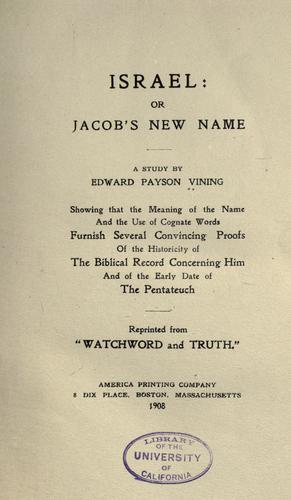 ISRAEL:
OR
JACOB'S NEW NAME
A STUDY BY
EDWARD PAYSON VINING
Showing that the Meaning of the Name
And the Use of Cognate Words
Furnish Several Convincing Proofs
Of the Historicity of
The Biblical Record Concerning Him
And of the Early Date of
The Pentateuch
Reprinted from
"WATCHWORD and TRUTH."
AMERICA PRINTING COMPANY
8 DIX PLACE, BOSTON, MASSACHUSETTS
1908
LIBRARY
OF THE
UNIVERSITY
OF
CALIFORNIA